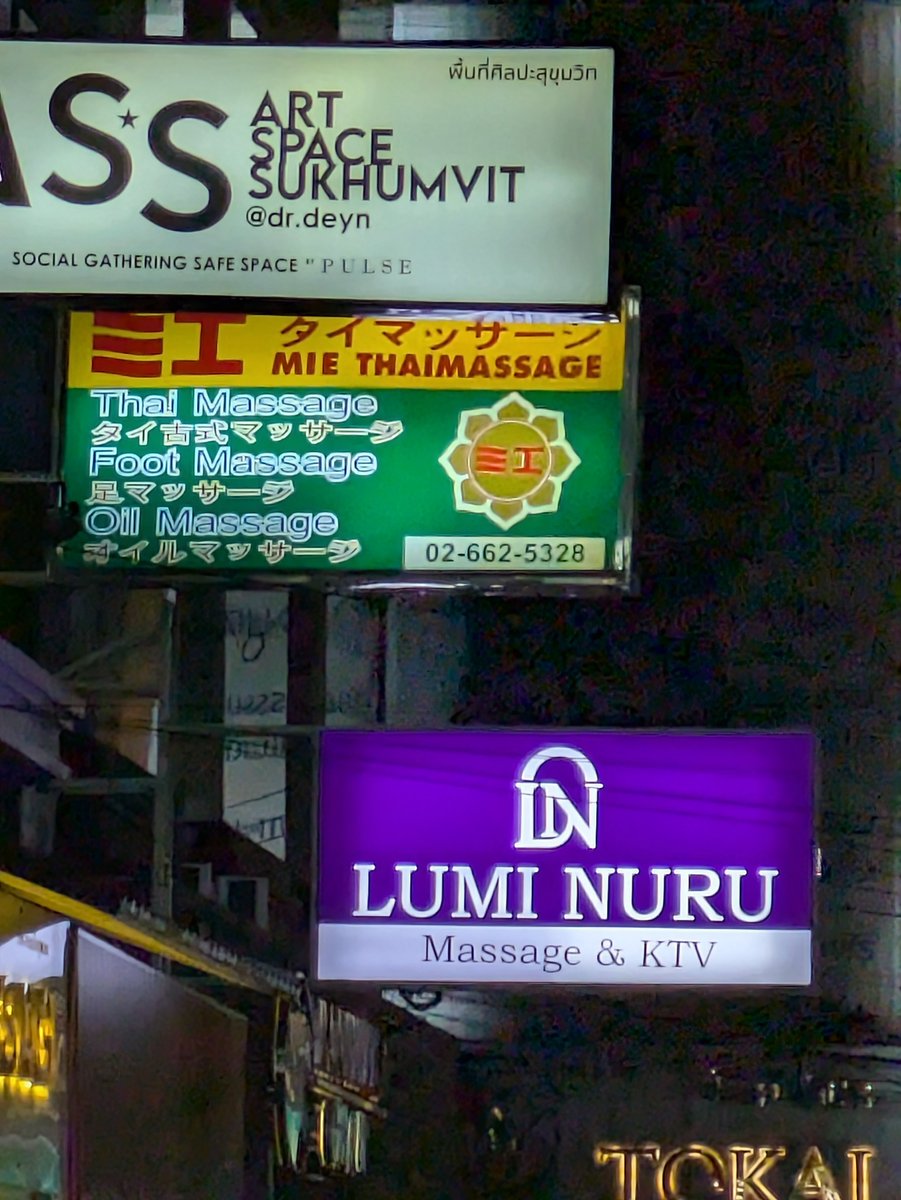 พื้นที่ศิลปะสุขุมวิท
AS★S
ART
SPACE
SUKHUMVIT
@dr.deyn
SOCIAL GATHERING SAFE SPACE " PULSE
ミエ タイマッサージ
MIE THAIMASSAGE
Thai Massage
タイ古式マッサージ
Foot Massage
足マッサージ
Oil Massage
オイルマッサージ
ミエ
02-662-5328
LN
LUMI NURU
Massage & KTV
TOKAI